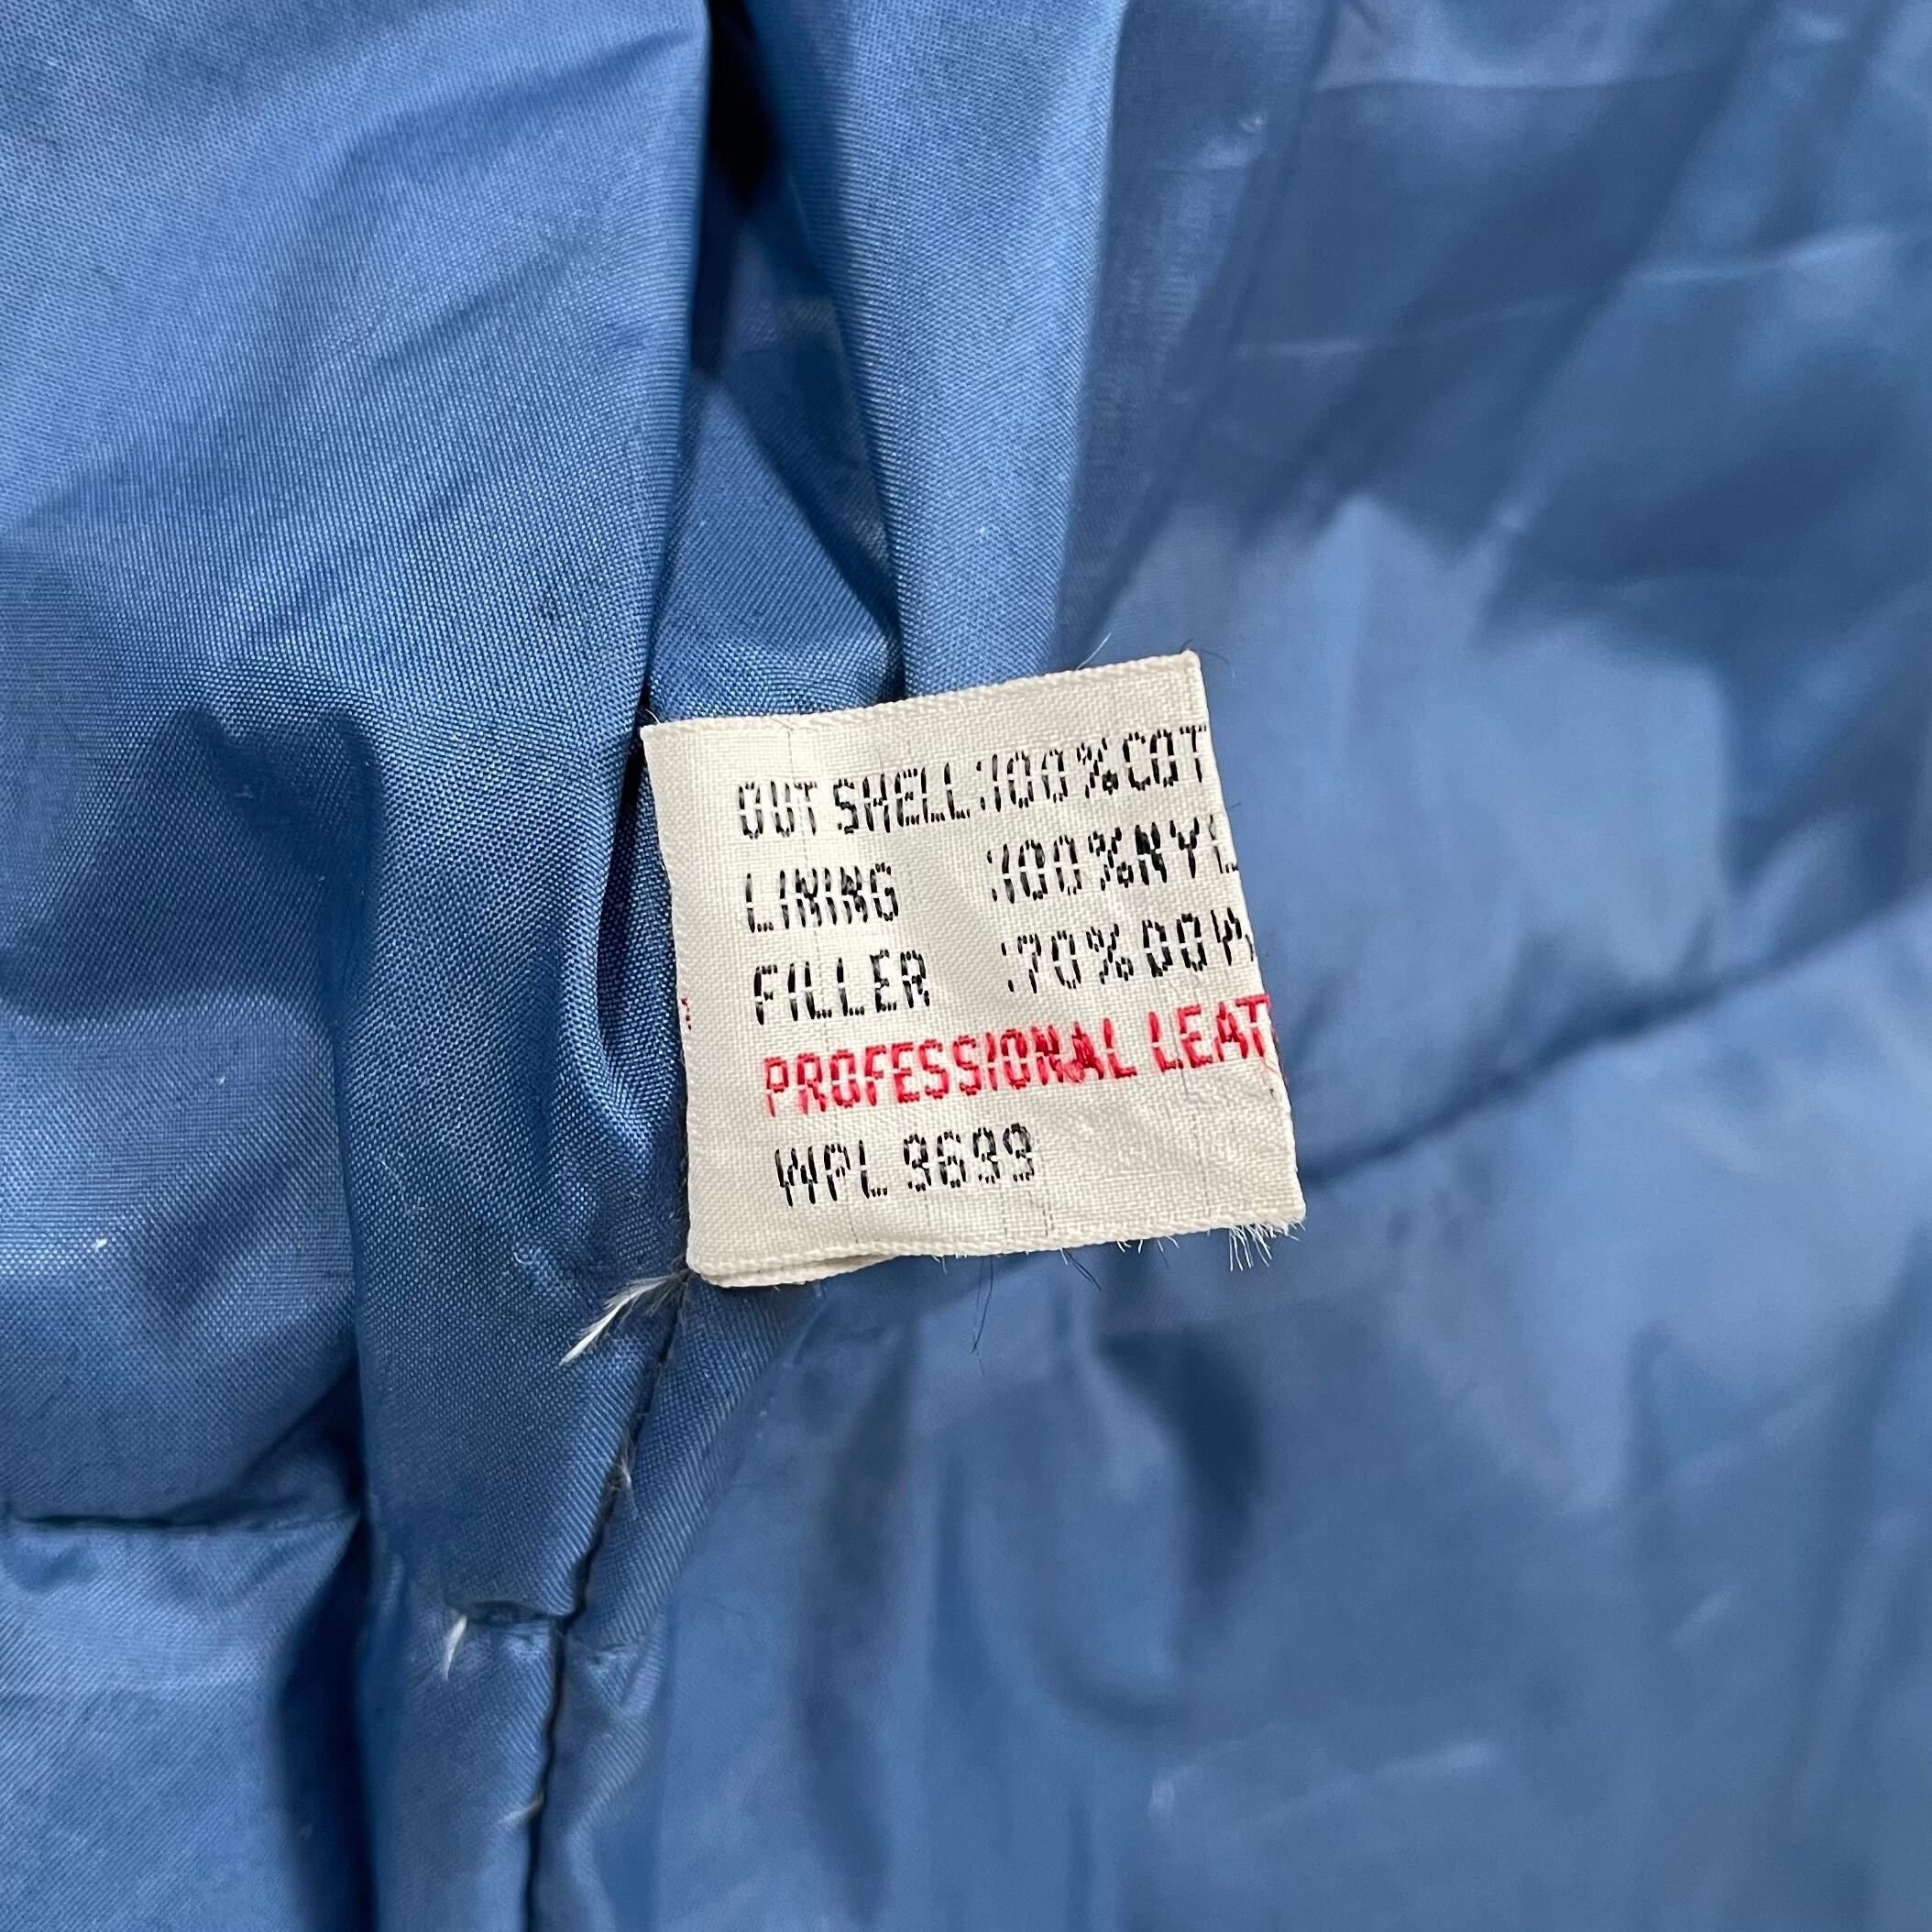 OUT SHELL:100%COT
LINING :100%NYL
FILLER :70%DOW
PROFESSIONAL LEAT
WPL 9699